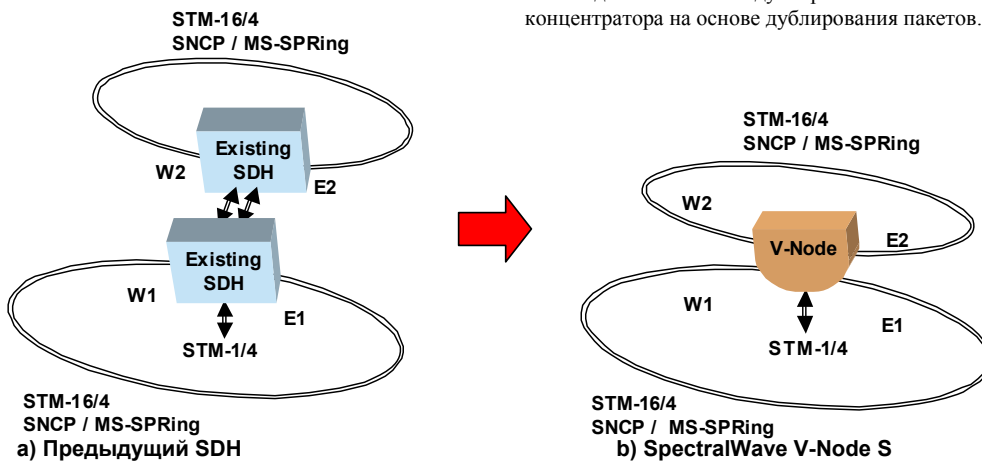 концентратора на основе дублирования пакетов.
STM-16/4
SNCP / MS-SPRing
Existing
SDH
W2
E2
Existing
SDH
W1
E1
STM-1/4
STM-16/4
SNCP / MS-SPRing
a) Предыдущий SDH
STM-16/4
SNCP / MS-SPRing
W2
V-Node
E2
W1
E1
STM-1/4
STM-16/4
SNCP / MS-SPRing
b) SpectralWave V-Node S